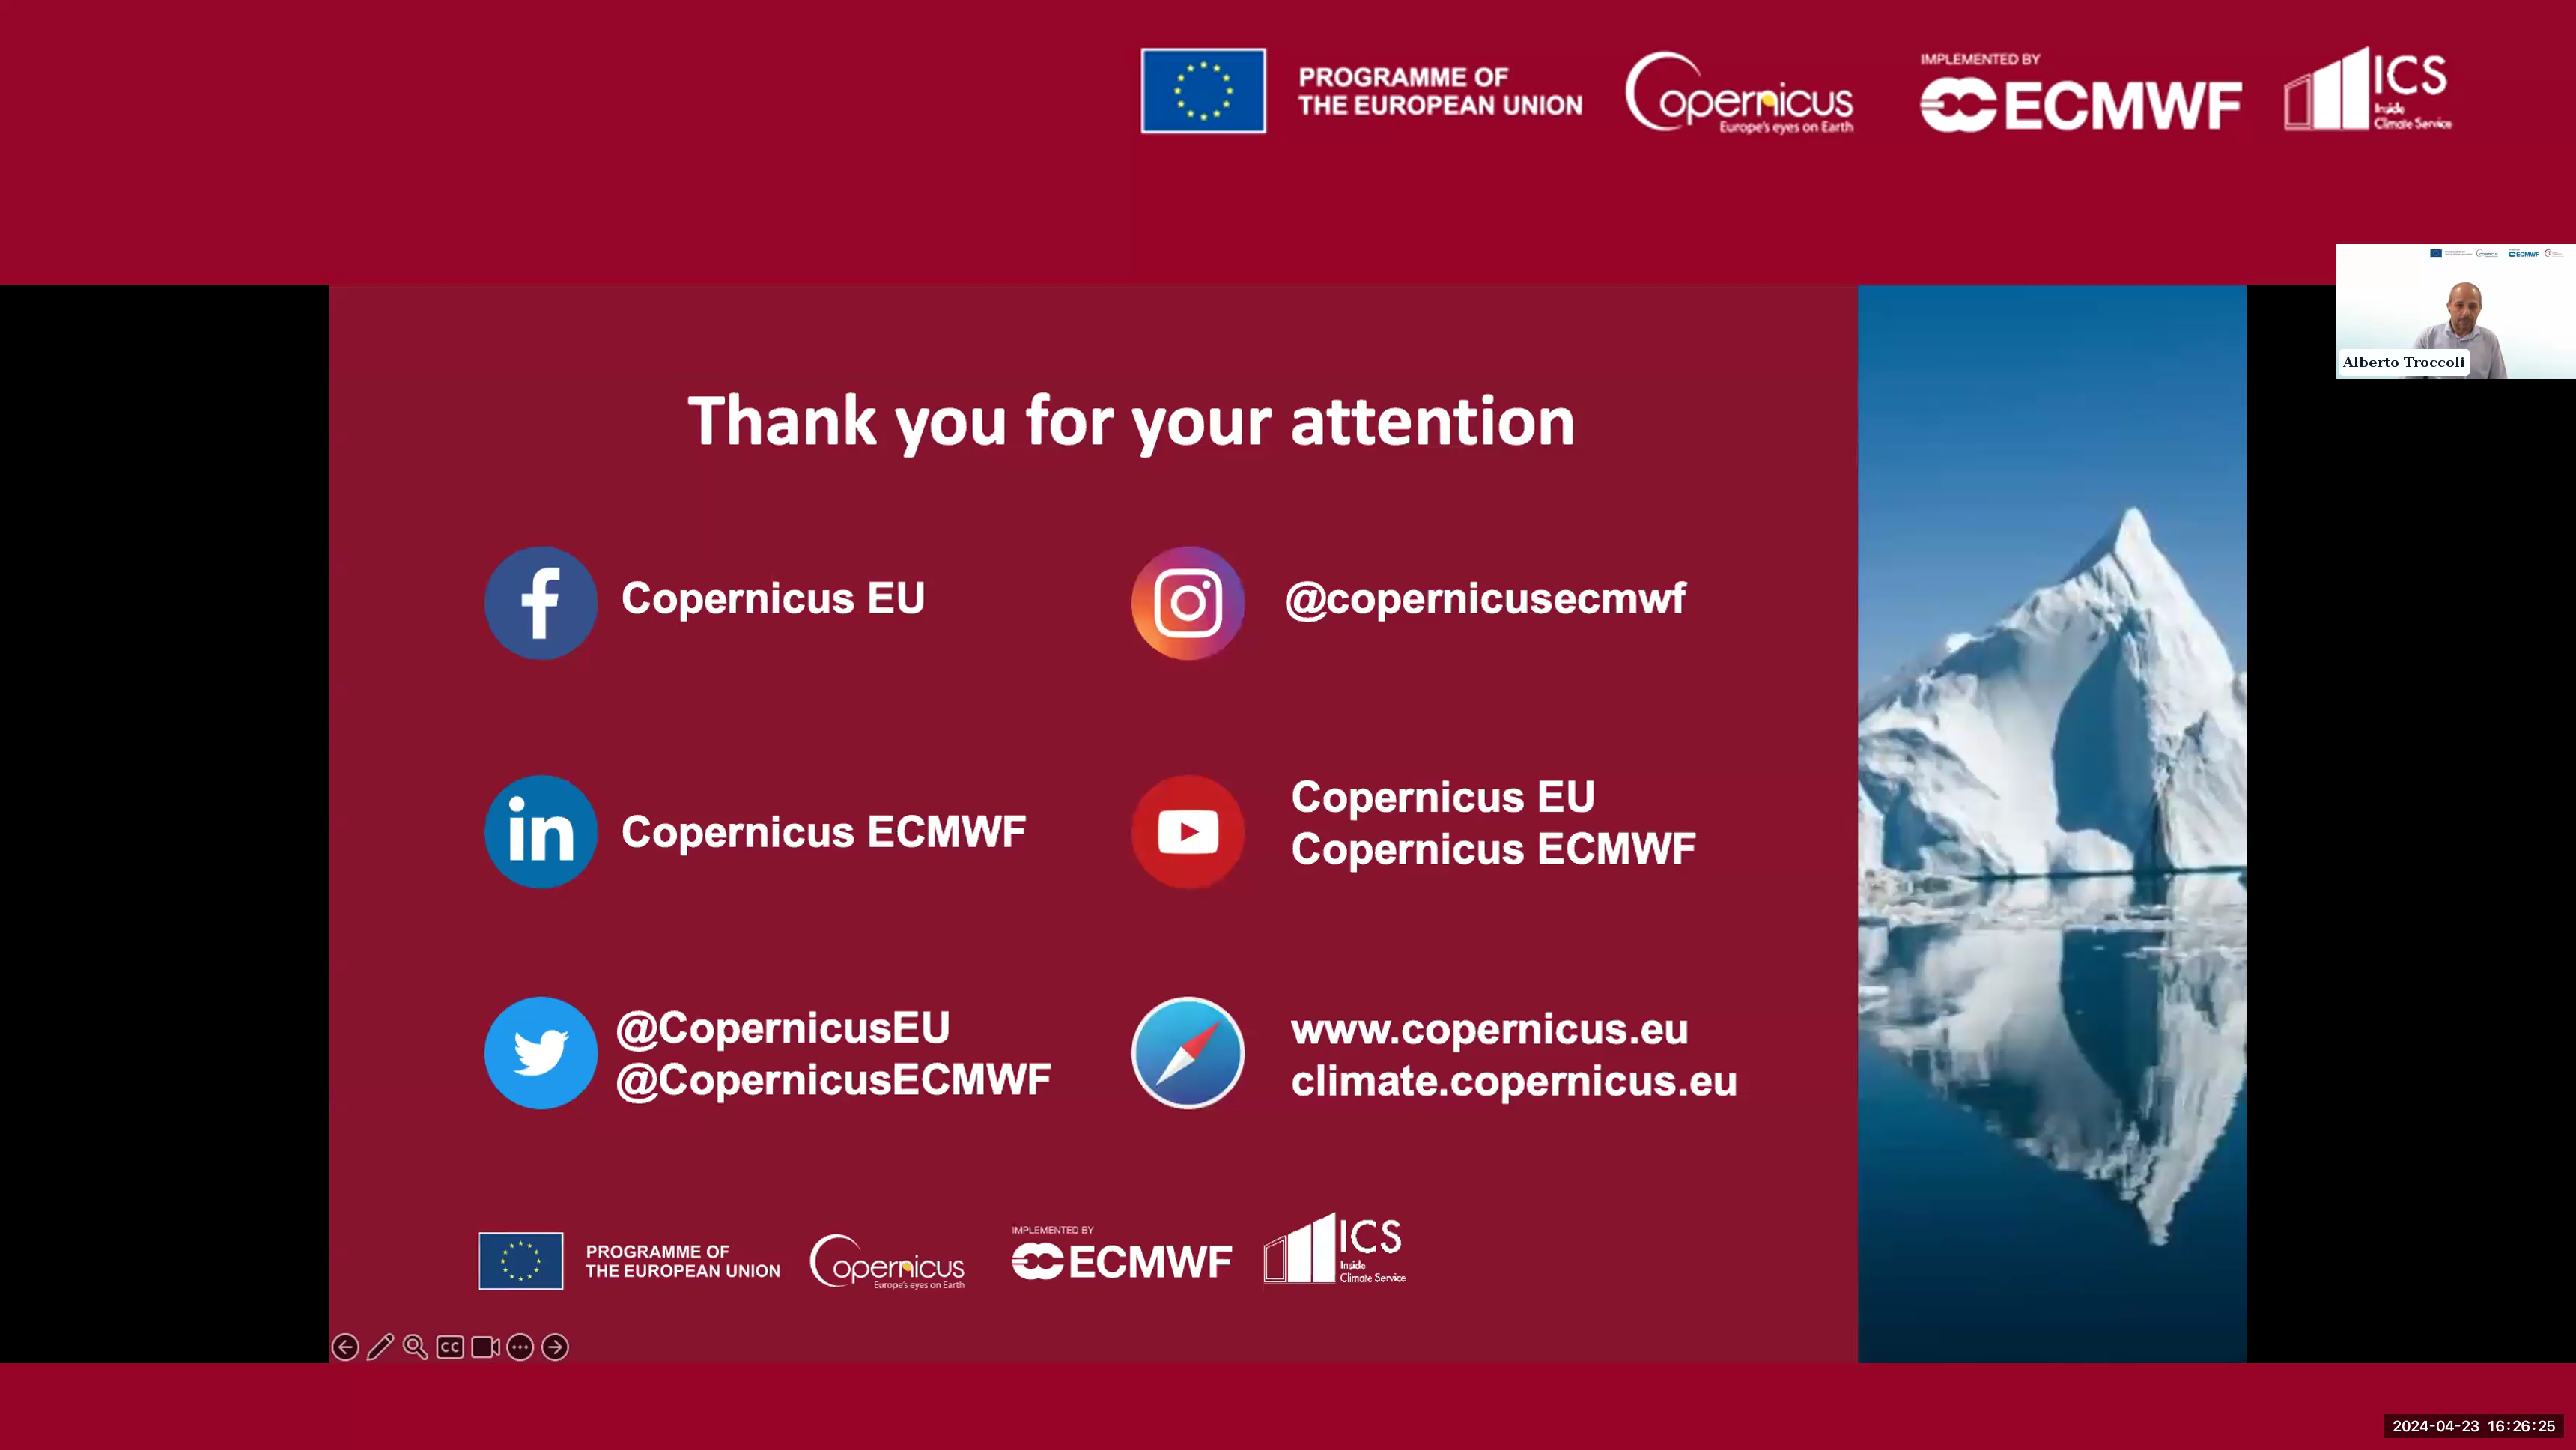 PROGRAMME OF
THE EUROPEAN UNION
Copernicus
Europe's eyes on Earth
IMPLEMENTED BY
ECMWF
ICS
Inside
Climate Service
ECMWF
Alberto Troccoli
Thank you for your attention
Copernicus EU
@copernicusecmwf
Copernicus ECMWF
Copernicus EU
Copernicus ECMWF
@CopernicusEU
@CopernicusECMWF
www.copernicus.eu
climate.copernicus.eu
PROGRAMME OF
THE EUROPEAN UNION
Copernicus
Europe's eyes on Earth
IMPLEMENTED BY
ECMWF
ICS
Inside
Climate Service
CC
2024-04-23 16:26:25